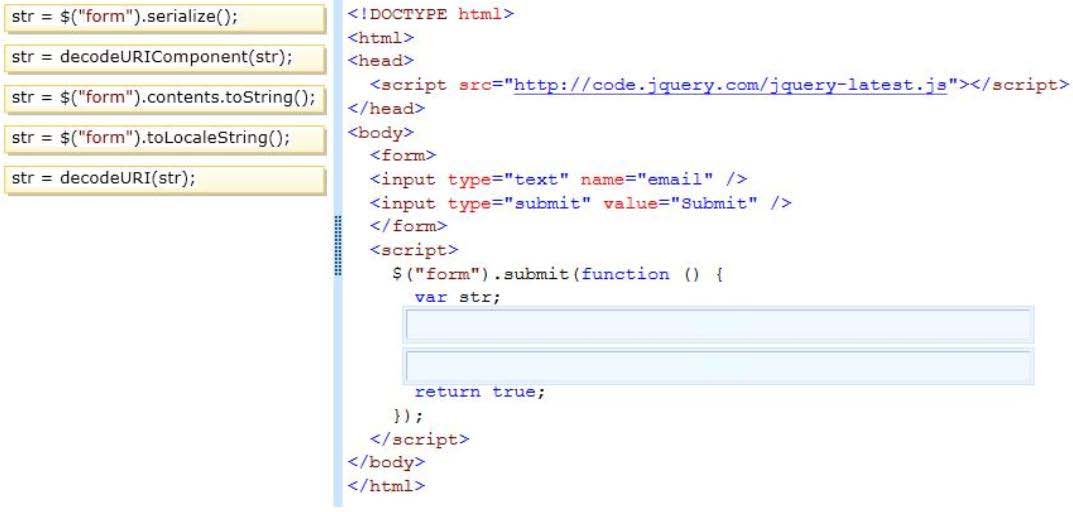 str = $("form").serialize();
str = decodeURIComponent(str);
str = $("form").contents.toString();
str = $("form").toLocaleString();
str = decodeURI(str);
<!DOCTYPE html>
<html>
<head>
<script src="http://code.jquery.com/jquery-latest.js"></script>
</head>
<body>
<form>
<input type="text" name="email" />
<input type="submit" value="Submit" />
</form>
<script>
$("form").submit(function () {
var str;
return true;
});
</script>
</body>
</html>